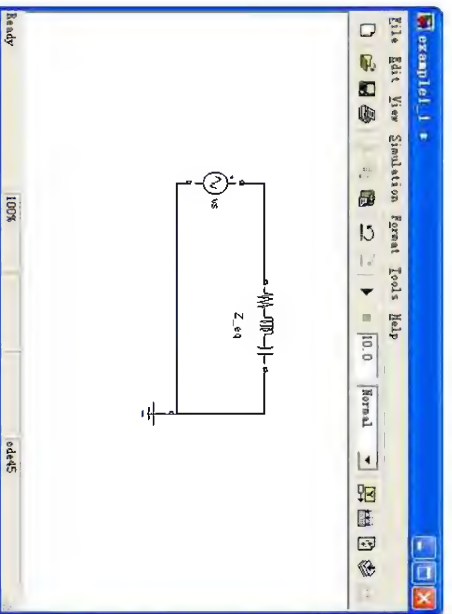 example1_1 *
File Edit View Simulation Format Tools Help
10.0 Normal
Vs
Z_eq
Ready 100% ode45